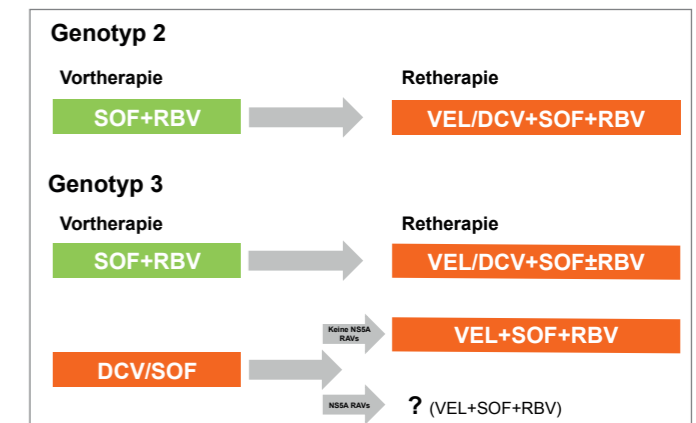 Genotyp 2
Vortherapie Retherapie
SOF+RBV VEL/DCV+SOF+RBV
Genotyp 3
Vortherapie Retherapie
SOF+RBV VEL/DCV+SOF±RBV
Keine NS5A
RAVs
VEL+SOF+RBV
DCV/SOF
NS5A RAVs ? (VEL+SOF+RBV)